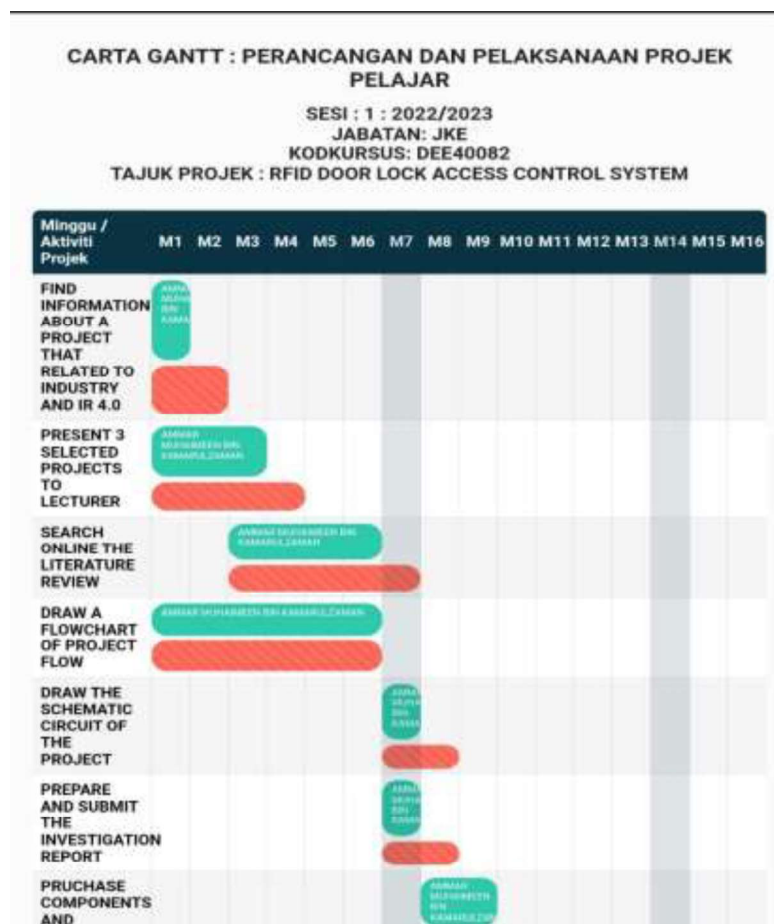 CARTA GANTT : PERANCANGAN DAN PELAKSANAAN PROJEK
PELAJAR
SESI : 1 : 2022/2023
JABATAN: JKE
KODKURSUS: DEE40082
TAJUK PROJEK : RFID DOOR LOCK ACCESS CONTROL SYSTEM
Minggu /
Aktiviti
Projek
M1 M2 M3 M4 M5 M6 M7 M8 M9 M10 M11 M12 M13 M14 M15 M16
FIND
INFORMATION
ABOUT A
PROJECT
THAT
RELATED TO
INDUSTRY
AND IR 4.0
PRESENT 3
SELECTED
PROJECTS
TO
LECTURER
AMMAR
MUHAIMEEN BIN
KAMARULZAMAN
SEARCH
ONLINE THE
LITERATURE
REVIEW
AMMAR MUHAIMEEN BIN
KAMARULZAMAN
DRAW A
FLOWCHART
OF PROJECT
FLOW
AMMAR MUHAIMEEN BIN KAMARULZAMAN
DRAW THE
SCHEMATIC
CIRCUIT OF
THE
PROJECT
PREPARE
AND SUBMIT
THE
INVESTIGATION
REPORT
PRUCHASE
COMPONENTS
AND
AMMAR
MUHAIMEEN
BIN